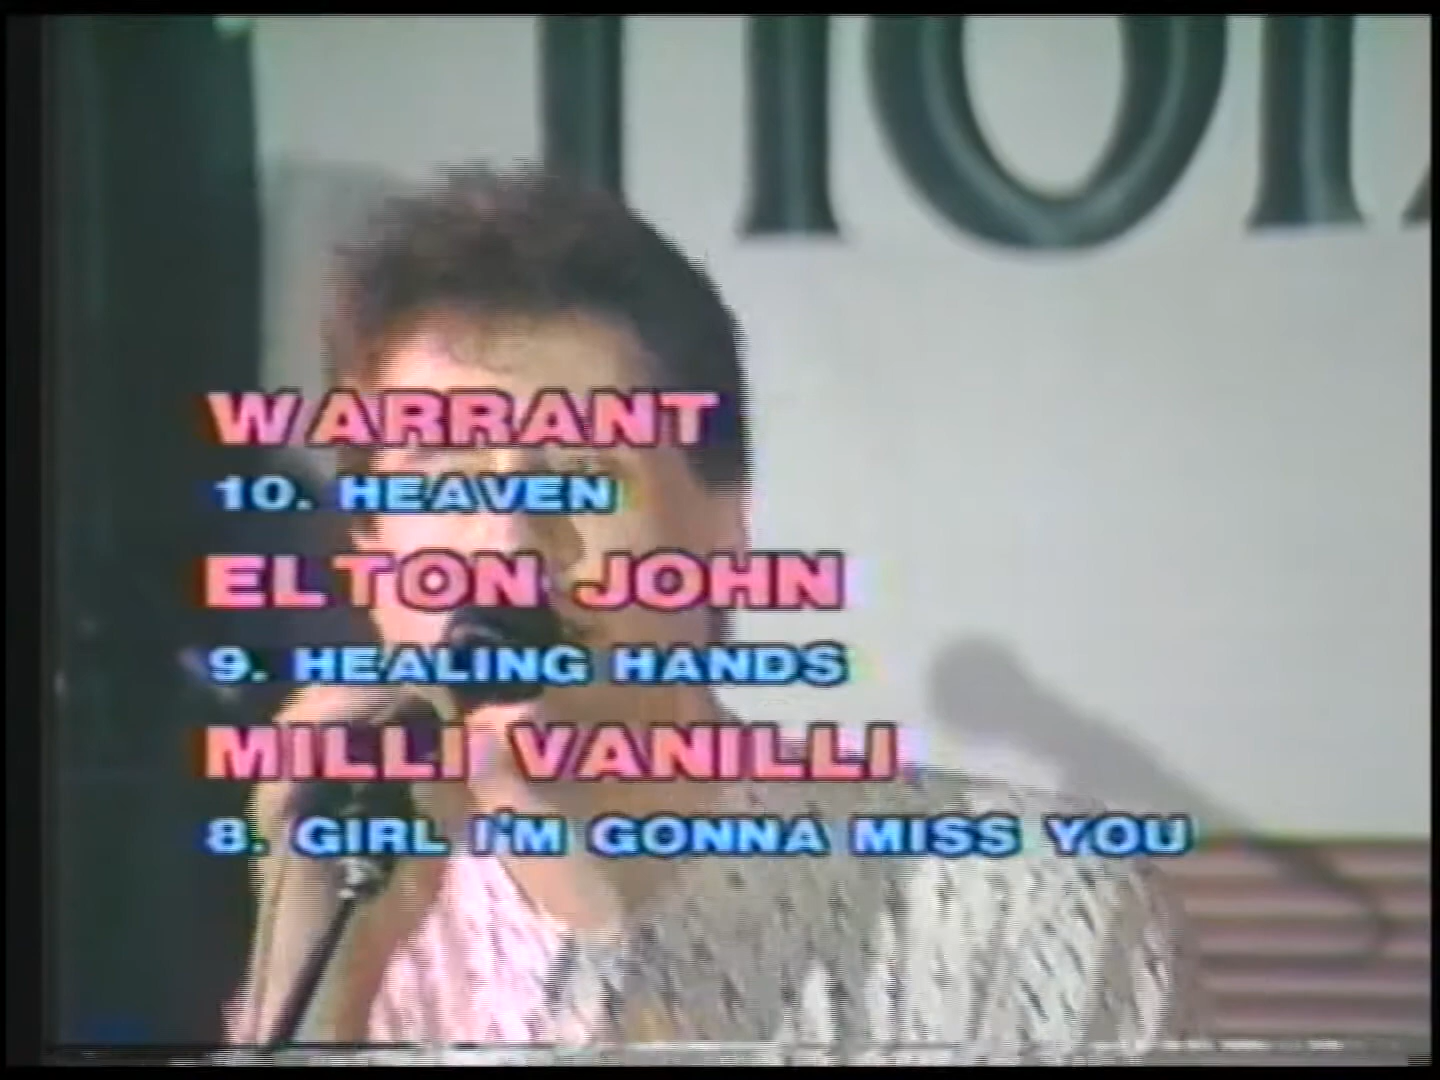 WARRANT
10. HEAVEN
ELTON JOHN
9. HEALING HANDS
MILLI VANILLI
8. GIRL I'M GONNA MISS YOU